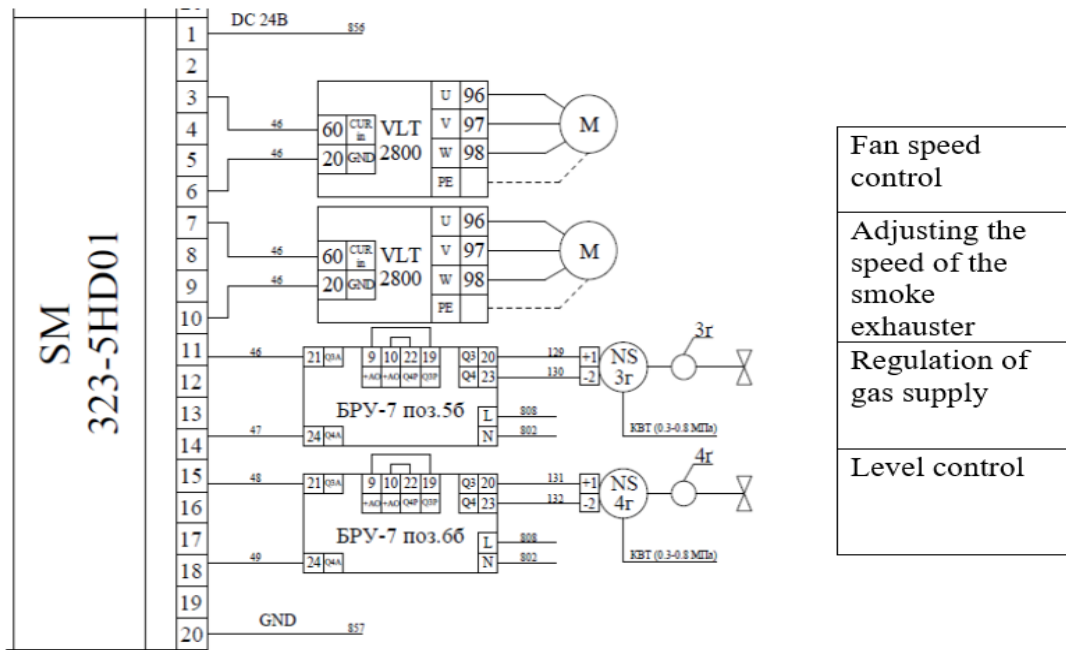 SM
323-5HD01
DC 24В
856
1
2
3
4
5
6
7
8
9
10
11
12
13
14
15
16
17
18
19
20
46
60 CUR in
46
20 GND
VLT
2800
U 96
V 97
W 98
PE
M
46
60 CUR in
46
20 GND
VLT
2800
U 96
V 97
W 98
PE
M
46
21 Q3A
9 10 22 19
+AO +AO Q4P Q3P
Q3 20
Q4 23
БРУ-7 поз.5б
L 808
N 802
47
24 Q4A
129
130
+1
-2
NS
3г
3г
КВТ (0.3-0.8 МПа)
48
21 Q3A
9 10 22 19
+AO +AO Q4P Q3P
Q3 20
Q4 23
БРУ-7 поз.6б
L 808
N 802
49
24 Q4A
131
132
+1
-2
NS
4г
4г
КВТ (0.3-0.8 МПа)
GND
857
Fan speed
control
Adjusting the
speed of the
smoke
exhauster
Regulation of
gas supply
Level control